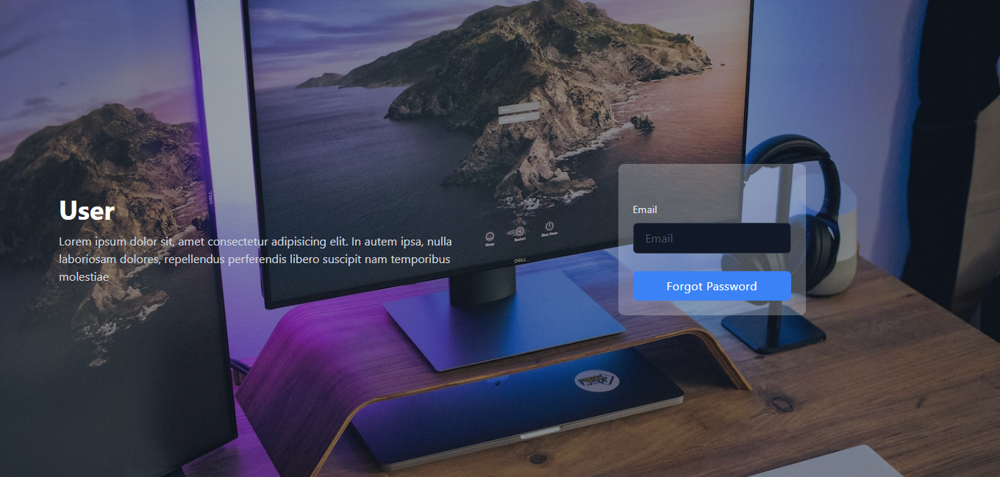 User
Lorem ipsum dolor sit, amet consectetur adipisicing elit. In autem ipsa, nulla
laboriosam dolores, repellendus perferendis libero suscipit nam temporibus
molestiae
Email
Email
Forgot Password
Sleep
Restart
Shut Down
DELL
DELL